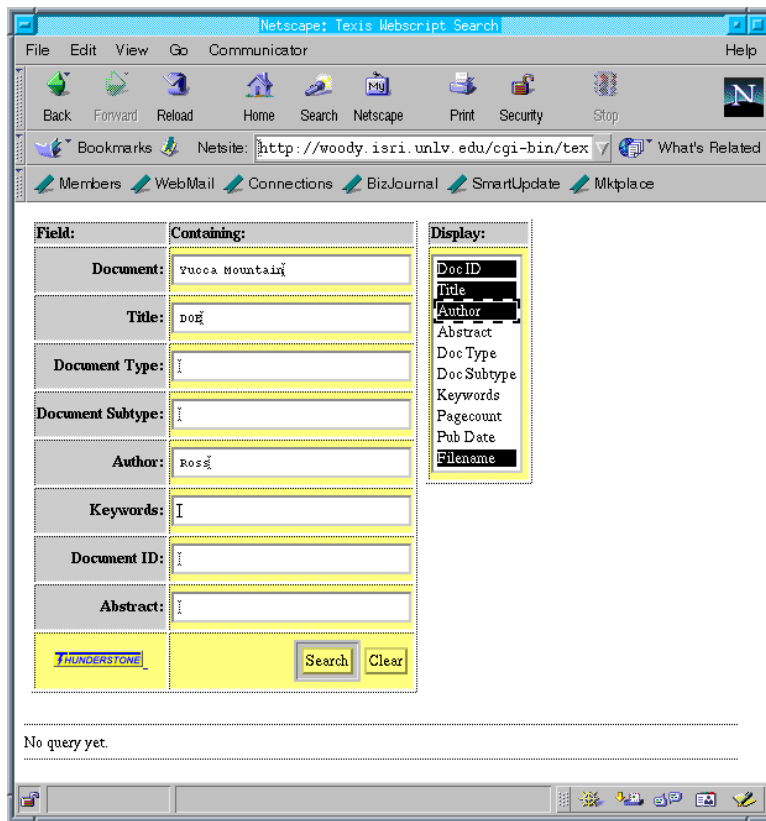 Netscape: Texis Webscript Search
File Edit View Go Communicator Help
My
N
Back Forward Reload Home Search Netscape Print Security Stop
Bookmarks Netsite: http://woody.isri.unlv.edu/cgi-bin/tex What's Related
Members WebMail Connections BizJournal SmartUpdate Mktplace
Field: Containing: Display:
Document: Yucca Mountain
Title: DOE
Document Type:
Document Subtype:
Author: Ross
Keywords:
Document ID:
Abstract:
Doc ID
Title
Author
Abstract
Doc Type
Doc Subtype
Keywords
Pagecount
Pub Date
Filename
THUNDERSTONE Search Clear
No query yet.